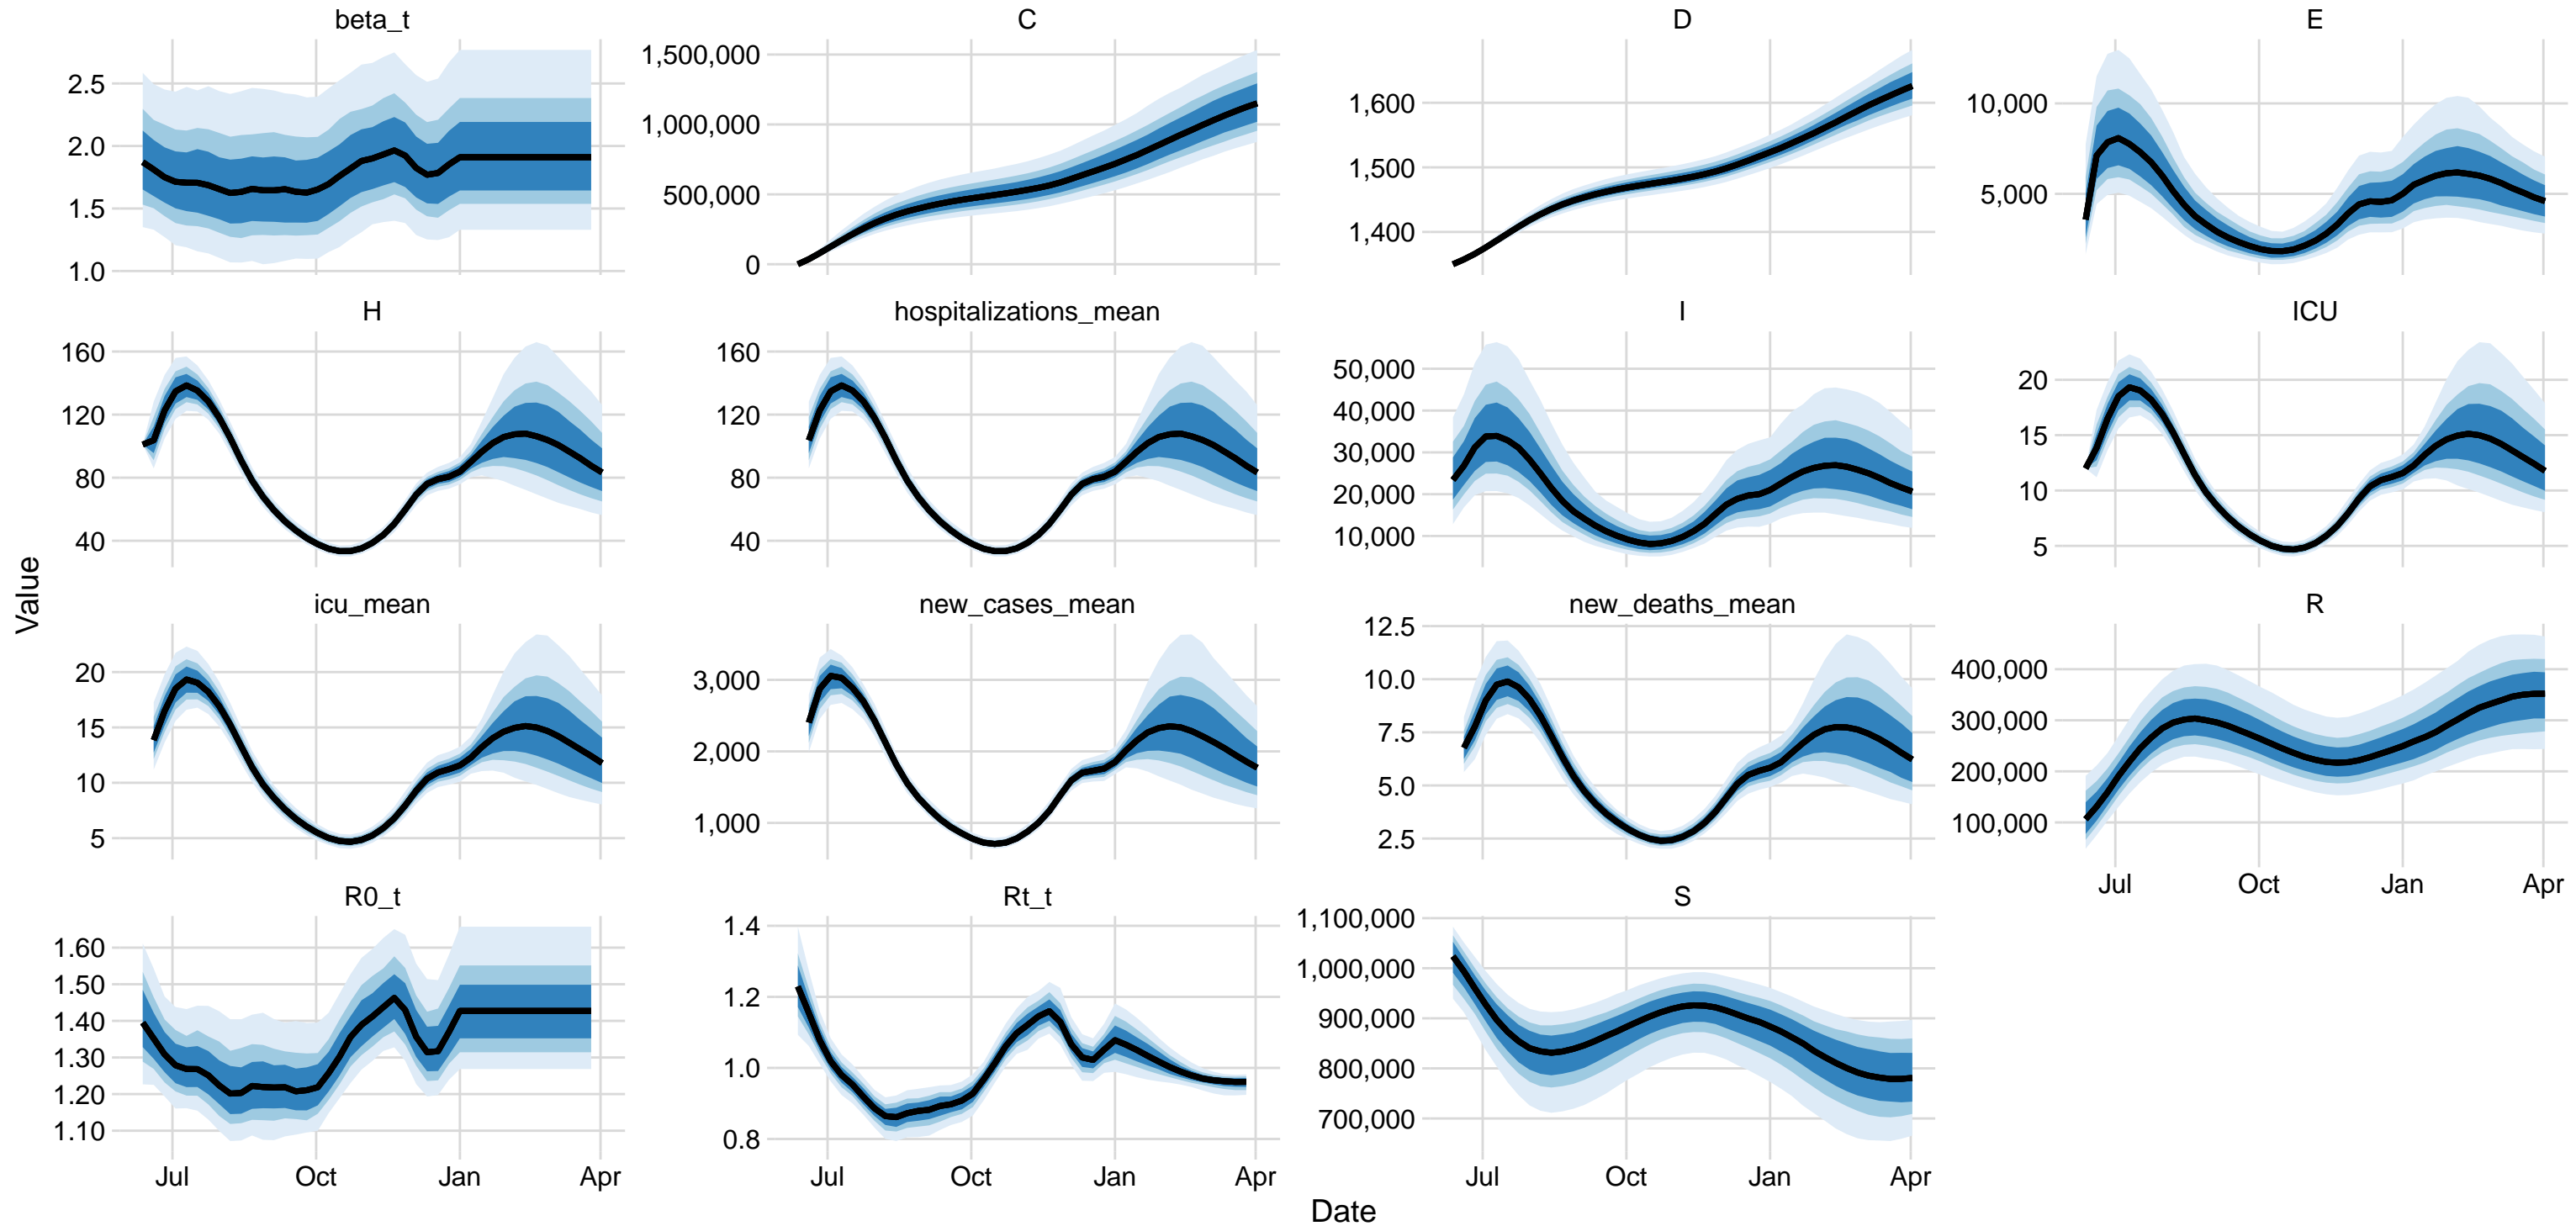 beta_t
C
D
E
2.5
2.0
1.5
1.0
1,500,000
1,000,000
500,000
0
1,600
1,500
1,400
10,000
5,000
H
hospitalizations_mean
I
ICU
160
120
80
40
160
120
80
40
50,000
40,000
30,000
20,000
10,000
20
15
10
5
Value
icu_mean
new_cases_mean
new_deaths_mean
R
20
15
10
5
3,000
2,000
1,000
12.5
10.0
7.5
5.0
2.5
400,000
300,000
200,000
100,000
Jul Oct Jan Apr
R0_t
Rt_t
S
1.60
1.50
1.40
1.30
1.20
1.10
1.4
1.2
1.0
0.8
1,100,000
1,000,000
900,000
800,000
700,000
Jul Oct Jan Apr
Jul Oct Jan Apr
Jul Oct Jan Apr
Date